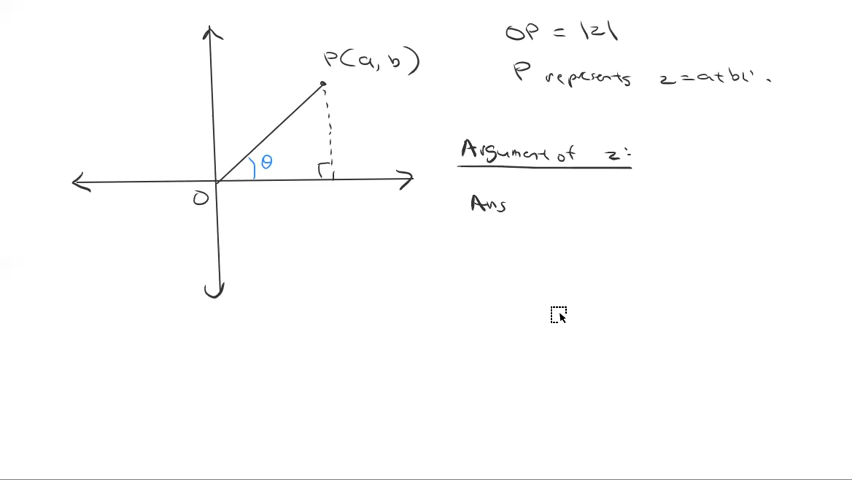 P(a, b)
θ
O
OP = |z|
P represents z = a+bi.
Argument of z:
Ans